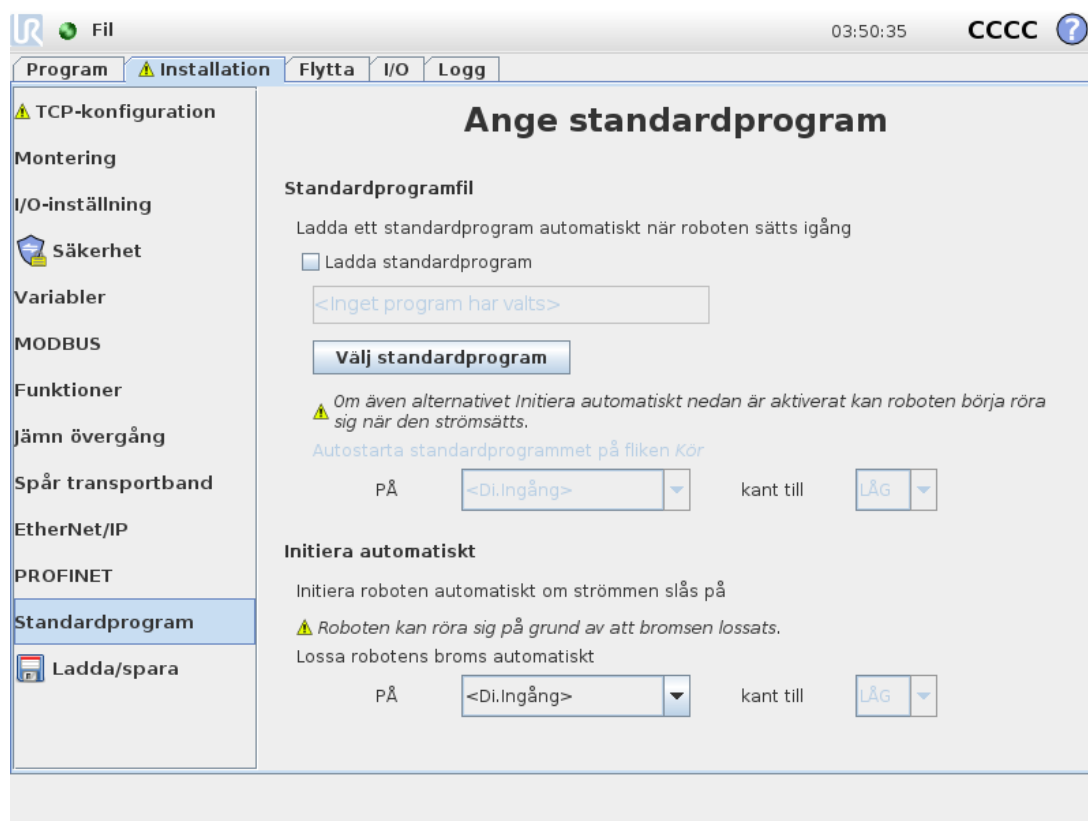 UR Fil 03:50:35 CCCC ?
Program Installation Flytta I/O Logg
TCP-konfiguration
Montering
I/O-inställning
Säkerhet
Variabler
MODBUS
Funktioner
Jämn övergång
Spår transportband
EtherNet/IP
PROFINET
Standardprogram
Ladda/spara
Ange standardprogram
Standardprogramfil
Ladda ett standardprogram automatiskt när roboten sätts igång
Ladda standardprogram
<Inget program har valts>
Välj standardprogram
Om även alternativet Initiera automatiskt nedan är aktiverat kan roboten börja röra
sig när den strömsätts.
Autostarta standardprogrammet på fliken Kör
PÅ <Di.Ingång> kant till LÅG
Initiera automatiskt
Initiera roboten automatiskt om strömmen slås på
Roboten kan röra sig på grund av att bromsen lossats.
Lossa robotens broms automatiskt
PÅ <Di.Ingång> kant till LÅG